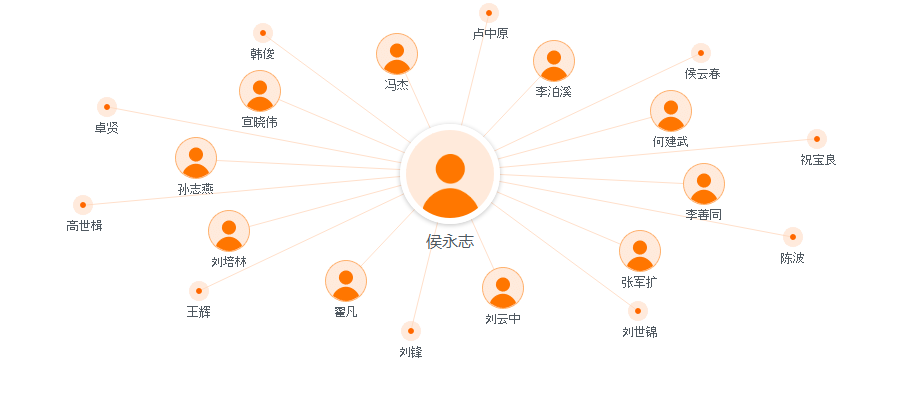 卢中原
韩俊
侯云春
冯杰
李泊溪
宣晓伟
卓贤
何建武
祝宝良
孙志燕
李善同
高世楫
侯永志
陈波
刘培林
张军扩
王辉
翟凡
刘云中
刘世锦
刘锋